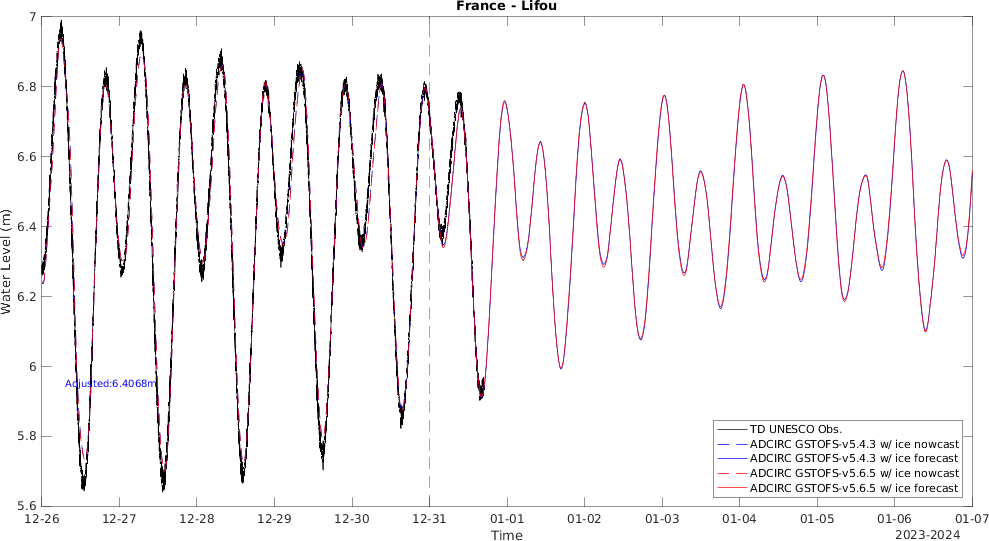 France - Lifou
7
6.8
6.6
6.4
6.2
6
5.8
5.6
Water Level (m)
Adjusted:6.4068m
TD UNESCO Obs.
ADCIRC GSTOFS-v5.4.3 w/ ice nowcast
ADCIRC GSTOFS-v5.4.3 w/ ice forecast
ADCIRC GSTOFS-v5.6.5 w/ ice nowcast
ADCIRC GSTOFS-v5.6.5 w/ ice forecast
12-26 12-27 12-28 12-29 12-30 12-31 01-01 01-02 01-03 01-04 01-05 01-06 01-07
Time
2023-2024